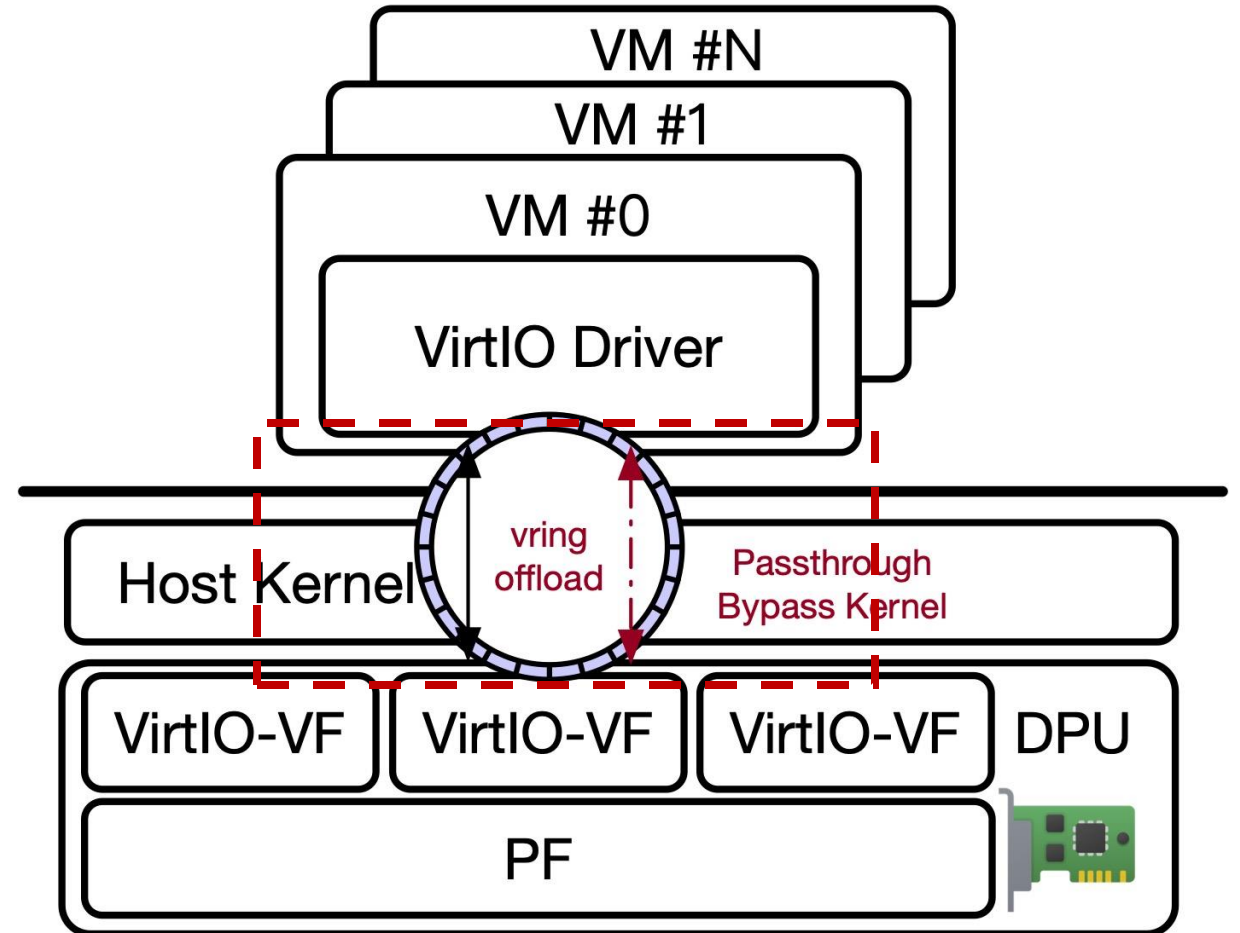 VM #N
VM #1
VM #0
VirtIO Driver
vring
offload
Host Kernel
Passthrough
Bypass Kernel
VirtIO-VF
VirtIO-VF
VirtIO-VF
DPU
PF